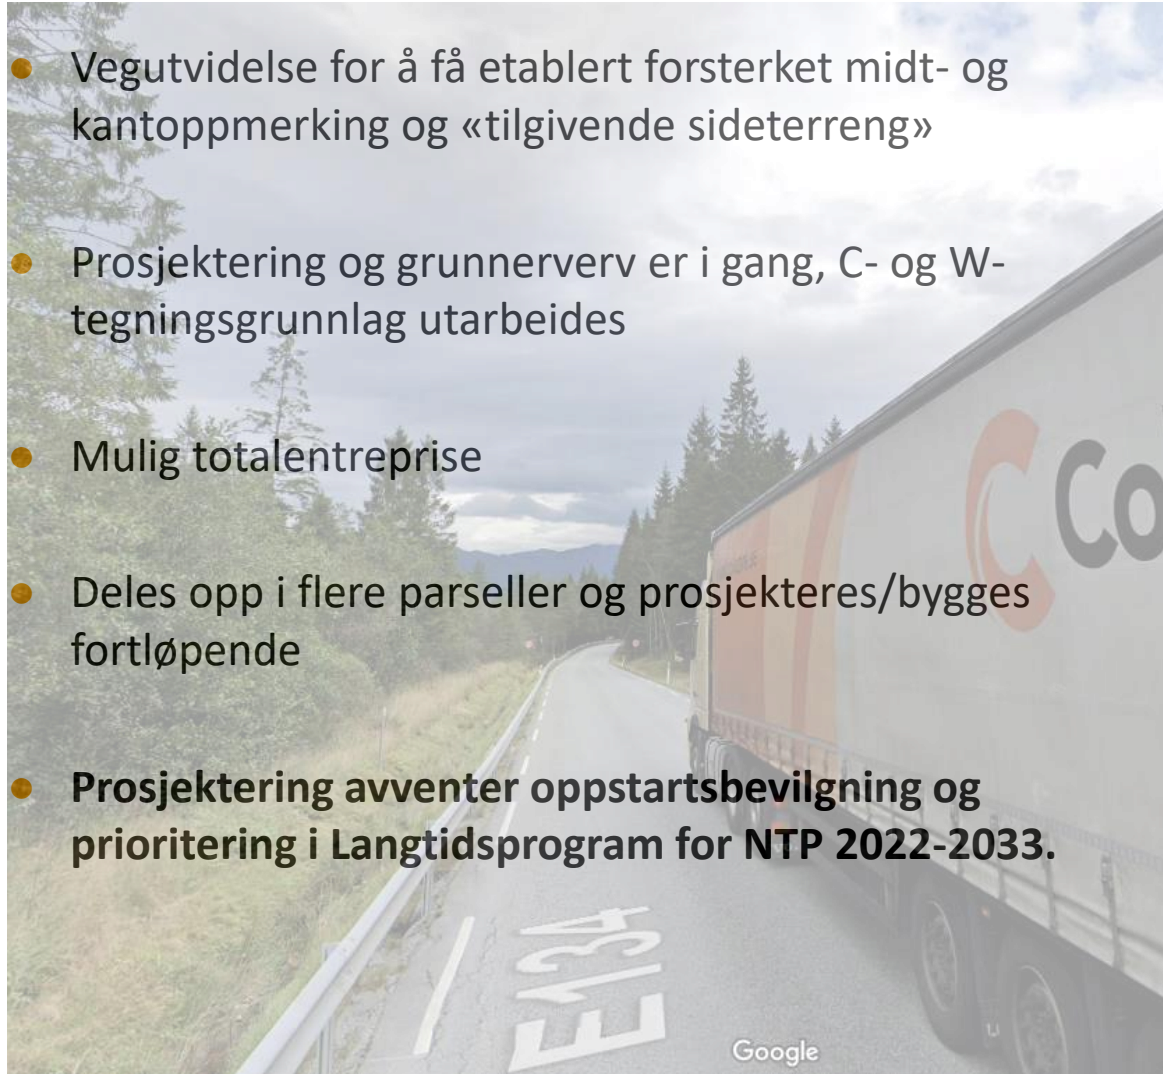 Vegutvidelse for å få etablert forsterket midt- og
kantoppmerking og «tilgivende sideterreng»
Prosjektering og grunnerverv er i gang, C- og W-
tegningsgrunnlag utarbeides
Mulig totalentreprise
Deles opp i flere parseller og prosjekteres/bygges
fortløpende
Prosjektering avventer oppstartsbevilgning og
prioritering i Langtidsprogram for NTP 2022-2033.
C Co
E134
Google